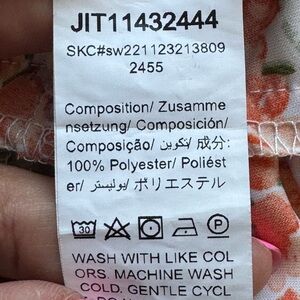 JIT11432444
SKC#sw221123213809
2455
Composition/ Zusamme
nsetzung/ Composición/
Composição/ تكوين/ 成分:
100% Polyester/ Poliést
er/ بوليستر/ ポリエステル
30 P
WASH WITH LIKE COL
ORS. MACHINE WASH
COLD. GENTLE CYCL